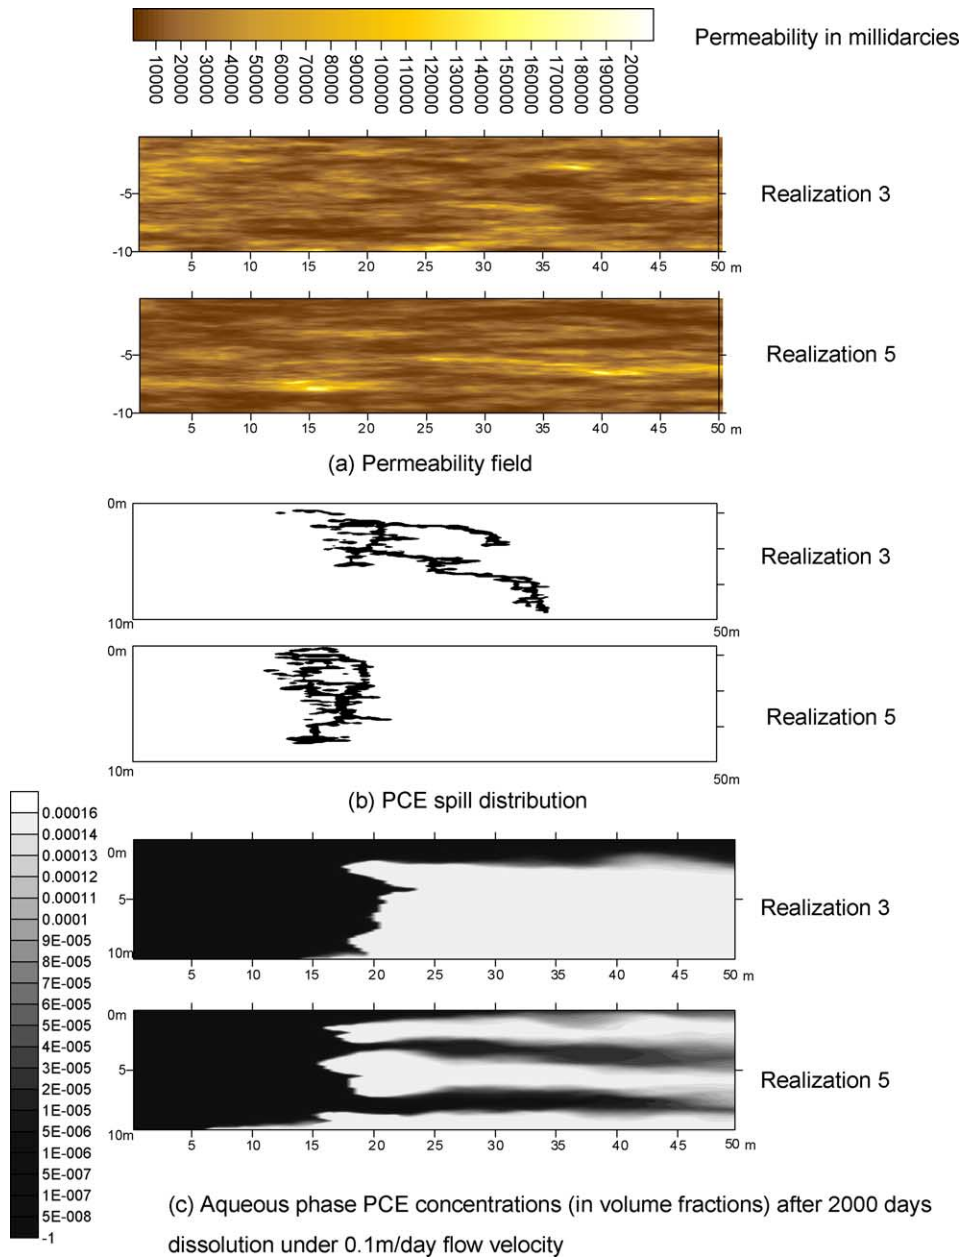 Permeability in millidarcies
10000 20000 30000 40000 50000 60000 70000 80000 90000 100000 110000 120000 130000 140000 150000 160000 170000 180000 190000 200000
Realization 3
-5
-10
5 10 15 20 25 30 35 40 45 50 m
Realization 5
-5
-10
5 10 15 20 25 30 35 40 45 50 m
(a) Permeability field
0m
Realization 3
10m 50m
0m
Realization 5
10m 50m
(b) PCE spill distribution
0.00016
0.00014
0.00013
0.00012
0.00011
0.0001
9E-005
8E-005
7E-005
6E-005
5E-005
4E-005
3E-005
2E-005
1E-005
5E-006
1E-006
5E-007
1E-007
5E-008
-1
0m
5
10m
Realization 3
5 10 15 20 25 30 35 40 45 50 m
0m
5
10m
Realization 5
5 10 15 20 25 30 35 40 45 50 m
(c) Aqueous phase PCE concentrations (in volume fractions) after 2000 days
dissolution under 0.1m/day flow velocity